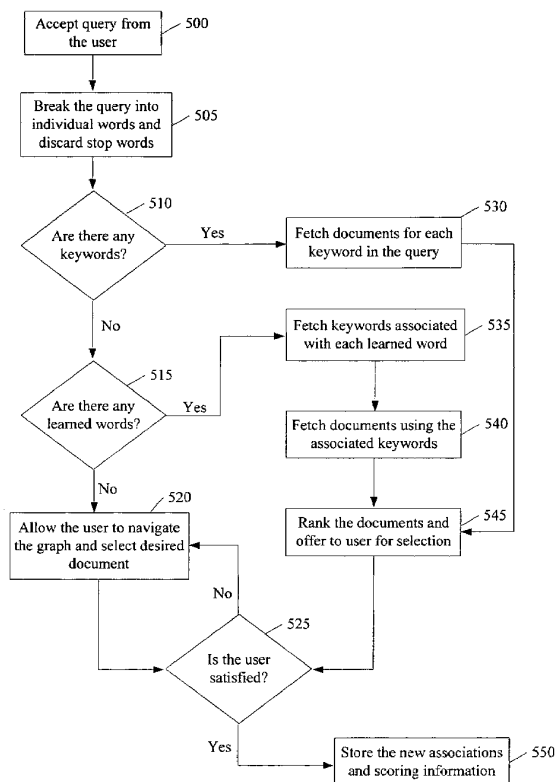 Accept query from
the user
500
Break the query into
individual words and
discard stop words
505
510
Are there any
keywords?
Yes
530
Fetch documents for each
keyword in the query
No
Fetch keywords associated
with each learned word
535
515
Are there any
learned words?
Yes
Fetch documents using the
associated keywords
540
No
520
Allow the user to navigate
the graph and select desired
document
Rank the documents and
offer to user for selection
545
No
525
Is the user
satisfied?
Yes
Store the new associations
and scoring information
550